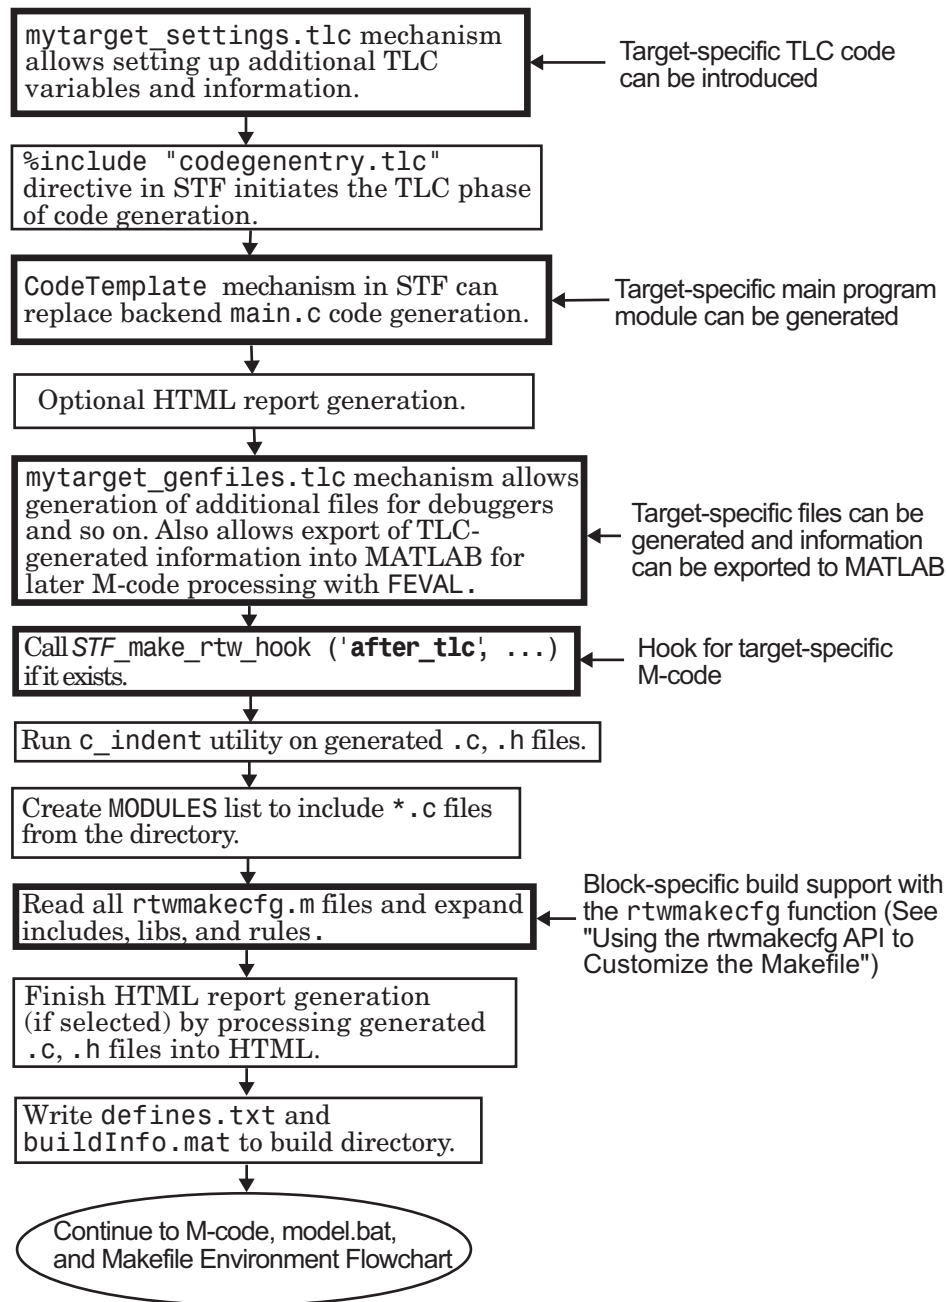 mytarget_settings.tlc mechanism
allows setting up additional TLC
variables and information.
Target-specific TLC code
can be introduced
%include "codegenentry.tlc"
directive in STF initiates the TLC phase
of code generation.
CodeTemplate mechanism in STF can
replace backend main.c code generation.
Target-specific main program
module can be generated
Optional HTML report generation.
mytarget_genfiles.tlc mechanism allows
generation of additional files for debuggers
and so on. Also allows export of TLC-
generated information into MATLAB for
later M-code processing with FEVAL.
Target-specific files can be
generated and information
can be exported to MATLAB
Call STF_make_rtw_hook ('after_tlc', ...)
if it exists.
Hook for target-specific
M-code
Run c_indent utility on generated .c, .h files.
Create MODULES list to include *.c files
from the directory.
Read all rtwmakecfg.m files and expand
includes, libs, and rules.
Block-specific build support with
the rtwmakecfg function (See
"Using the rtwmakecfg API to
Customize the Makefile")
Finish HTML report generation
(if selected) by processing generated
.c, .h files into HTML.
Write defines.txt and
buildInfo.mat to build directory.
Continue to M-code, model.bat,
and Makefile Environment Flowchart